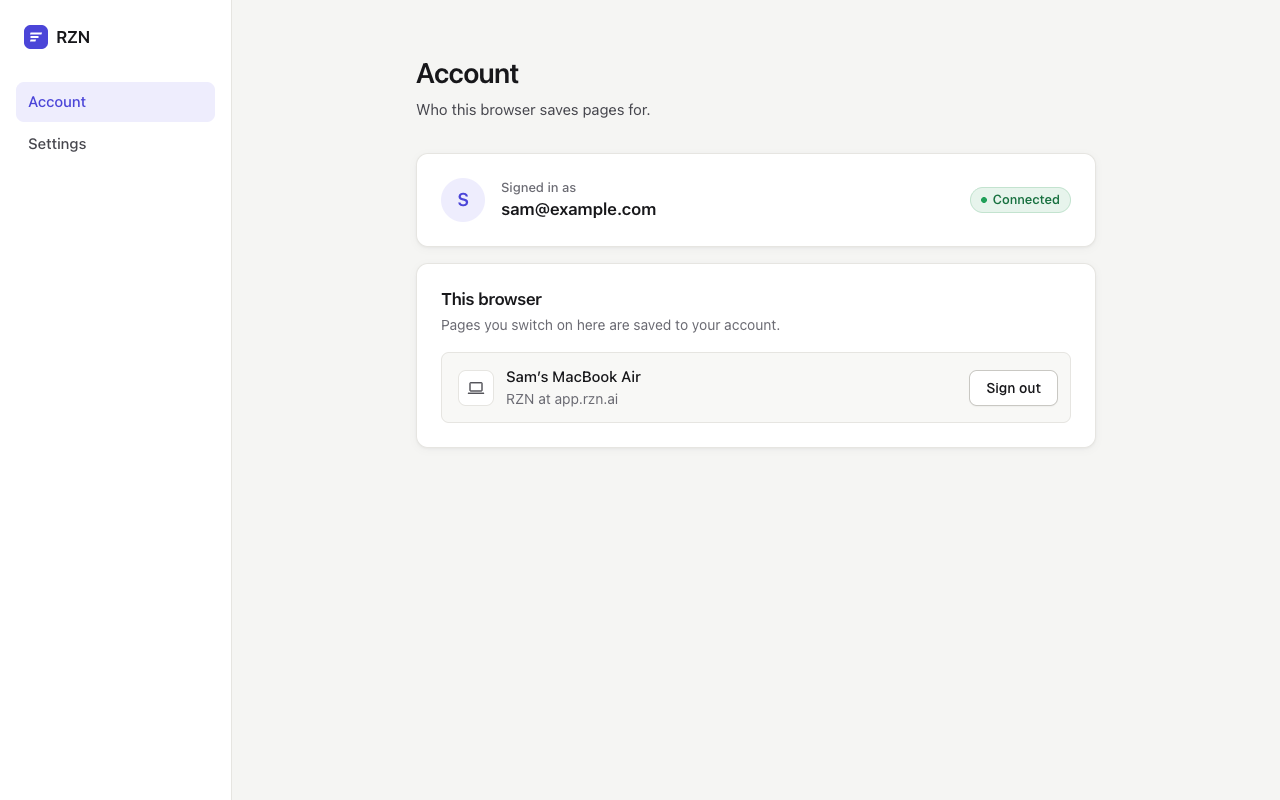 RZN
Account
Settings
Account
Who this browser saves pages for.
S
Signed in as
sam@example.com
Connected
This browser
Pages you switch on here are saved to your account.
Sam’s MacBook Air
RZN at app.rzn.ai
Sign out